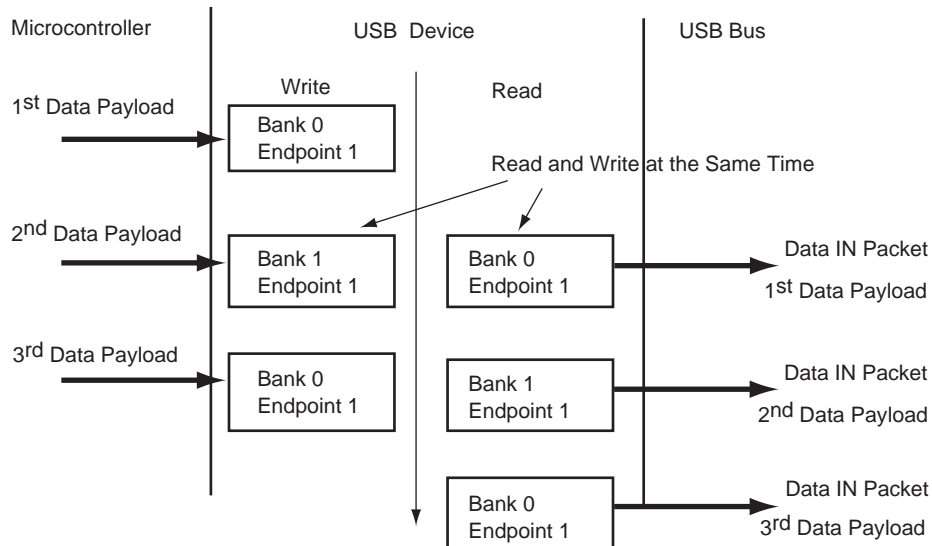 Microcontroller
USB Device
USB Bus
Write
Read
1st Data Payload
Bank 0
Endpoint 1
Read and Write at the Same Time
2nd Data Payload
Bank 1
Endpoint 1
Bank 0
Endpoint 1
Data IN Packet
1st Data Payload
3rd Data Payload
Bank 0
Endpoint 1
Bank 1
Endpoint 1
Data IN Packet
2nd Data Payload
Bank 0
Endpoint 1
Data IN Packet
3rd Data Payload